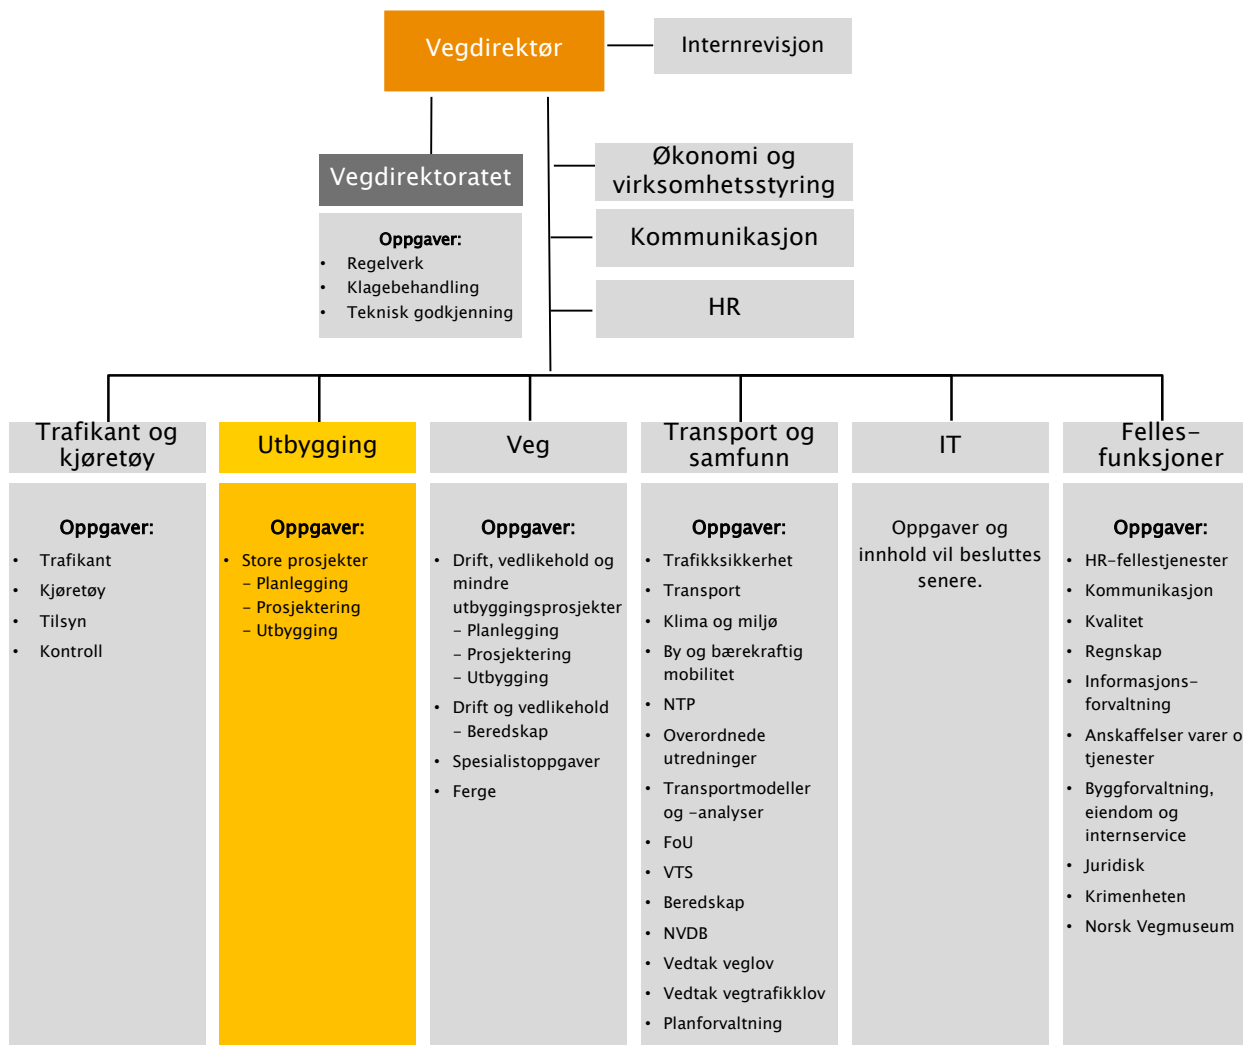 Vegdirektør
Internrevisjon
Vegdirektoratet
Oppgaver:
• Regelverk
• Klagebehandling
• Teknisk godkjenning
Økonomi og
virksomhetsstyring
Kommunikasjon
HR
Trafikant og
kjøretøy
Oppgaver:
• Trafikant
• Kjøretøy
• Tilsyn
• Kontroll
Utbygging
Oppgaver:
• Store prosjekter
– Planlegging
– Prosjektering
– Utbygging
Veg
Oppgaver:
• Drift, vedlikehold og
mindre
utbyggingsprosjekter
– Planlegging
– Prosjektering
– Utbygging
• Drift og vedlikehold
– Beredskap
• Spesialistoppgaver
• Ferge
Transport og
samfunn
Oppgaver:
• Trafikksikkerhet
• Transport
• Klima og miljø
• By og bærekraftig
mobilitet
• NTP
• Overordnede
utredninger
• Transportmodeller
og –analyser
• FoU
• VTS
• Beredskap
• NVDB
• Vedtak veglov
• Vedtak vegtrafikklov
• Planforvaltning
IT
Oppgaver og
innhold vil besluttes
senere.
Felles–
funksjoner
Oppgaver:
• HR–fellestjenester
• Kommunikasjon
• Kvalitet
• Regnskap
• Informasjons–
forvaltning
• Anskaffelser varer o
tjenester
• Byggforvaltning,
eiendom og
internservice
• Juridisk
• Krimenheten
• Norsk Vegmuseum